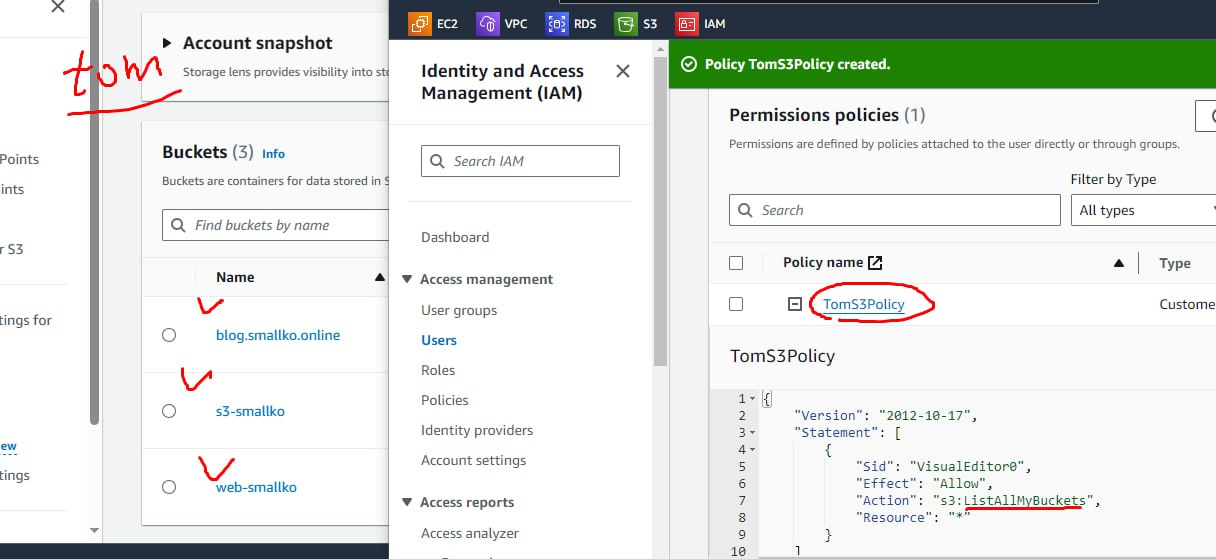 Account snapshot
Storage lens provides visibility into sto
tom
Points
ints
r S3
tings for
ew
tings
Buckets (3) Info
Buckets are containers for data stored in S
Find buckets by name
Name
blog.smallko.online
s3-smallko
web-smallko
EC2 VPC RDS S3 IAM
Identity and Access
Management (IAM)
Search IAM
Dashboard
Access management
User groups
Users
Roles
Policies
Identity providers
Account settings
Access reports
Access analyzer
Policy TomS3Policy created.
Permissions policies (1)
Permissions are defined by policies attached to the user directly or through groups.
Filter by Type
Search
All types
Policy name
Type
TomS3Policy
Custome
TomS3Policy
1 {
2 "Version": "2012-10-17",
3 "Statement": [
4 {
5 "Sid": "VisualEditor0",
6 "Effect": "Allow",
7 "Action": "s3:ListAllMyBuckets",
8 "Resource": "*"
9 }
10 ]